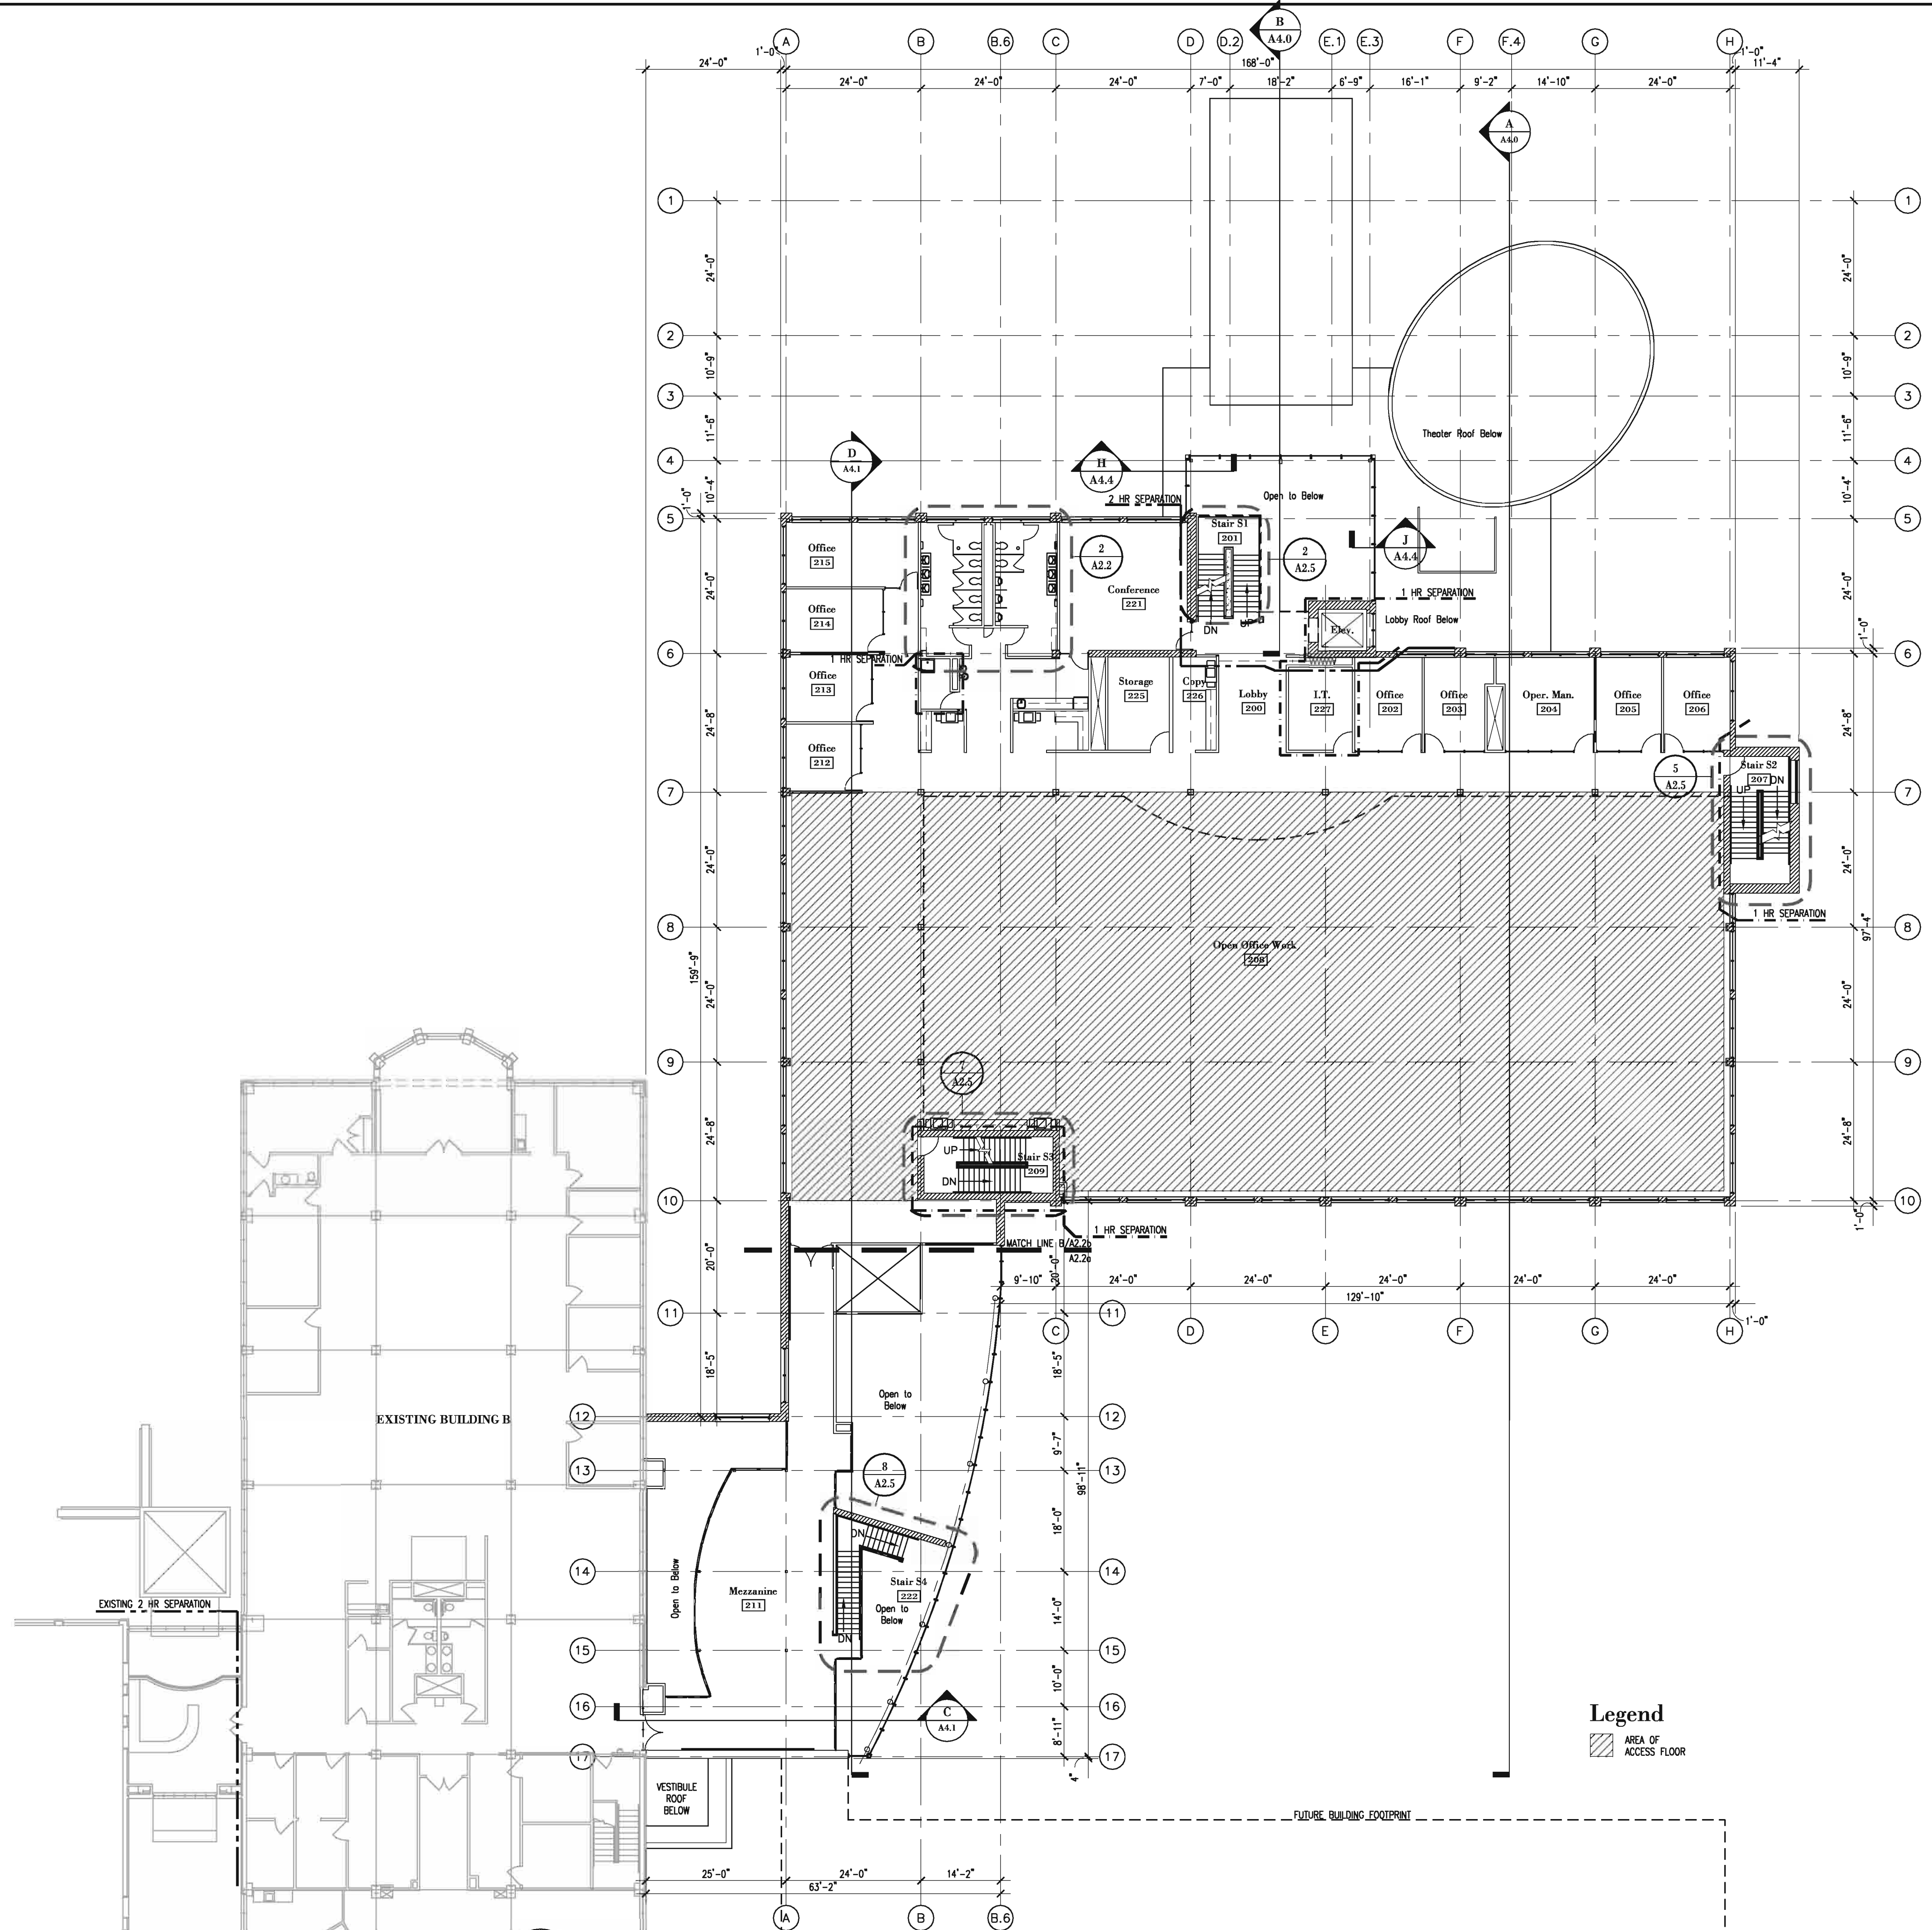 B
A4.0
A
B
B.6
C
D
D.2
E.1
E.3
F
F.4
G
H
1'-0"
1'-0"
24'-0"
168'-0"
11'-4"
24'-0"
24'-0"
24'-0"
7'-0"
18'-2"
6'-9"
16'-1"
9'-2"
14'-10"
24'-0"
A
A4.0
1
1
24'-0"
24'-0"
2
2
10'-9"
10'-9"
3
3
11'-6"
11'-6"
Theater Roof Below
4
4
D
A4.1
H
A4.4
10'-4"
10'-4"
1'-0"
2 HR SEPARATION
Open to Below
5
5
Stair S1
201
J
A4.4
2
A2.2
2
A2.5
Office
215
24'-0"
24'-0"
Conference
221
1 HR SEPARATION
Office
214
Lobby Roof Below
Elev.
DN
UP
1'-0"
6
6
1 HR SEPARATION
Office
213
Storage
225
Copy
226
Lobby
200
I.T.
227
Office
202
Office
203
Oper. Man.
204
Office
205
Office
206
24'-8"
24'-8"
Office
212
5
A2.5
Stair S2
207
DN
UP
7
7
24'-0"
24'-0"
1 HR SEPARATION
8
8
97'-4"
Open Office Work
208
159'-9"
24'-0"
24'-0"
9
9
7
A2.5
24'-8"
24'-8"
UP
Stair S3
209
DN
10
10
1'-0"
1 HR SEPARATION
MATCH LINE B/A2.2b
A2.2a
20'-0"
20'-0"
9'-10"
24'-0"
24'-0"
24'-0"
24'-0"
24'-0"
129'-10"
1'-0"
11
11
C
D
E
F
G
H
18'-5"
18'-5"
Open to
Below
EXISTING BUILDING B
12
12
9'-7"
13
13
8
A2.5
98'-11"
18'-0"
DN
14
14
Open to Below
Mezzanine
211
Stair S4
222
Open to
Below
EXISTING 2 HR SEPARATION
14'-0"
DN
15
15
10'-0"
16
16
C
A4.1
8'-11"
17
17
4"
Legend
AREA OF
ACCESS FLOOR
VESTIBULE
ROOF
BELOW
FUTURE BUILDING FOOTPRINT
25'-0"
24'-0"
14'-2"
63'-2"
A
B
B.6